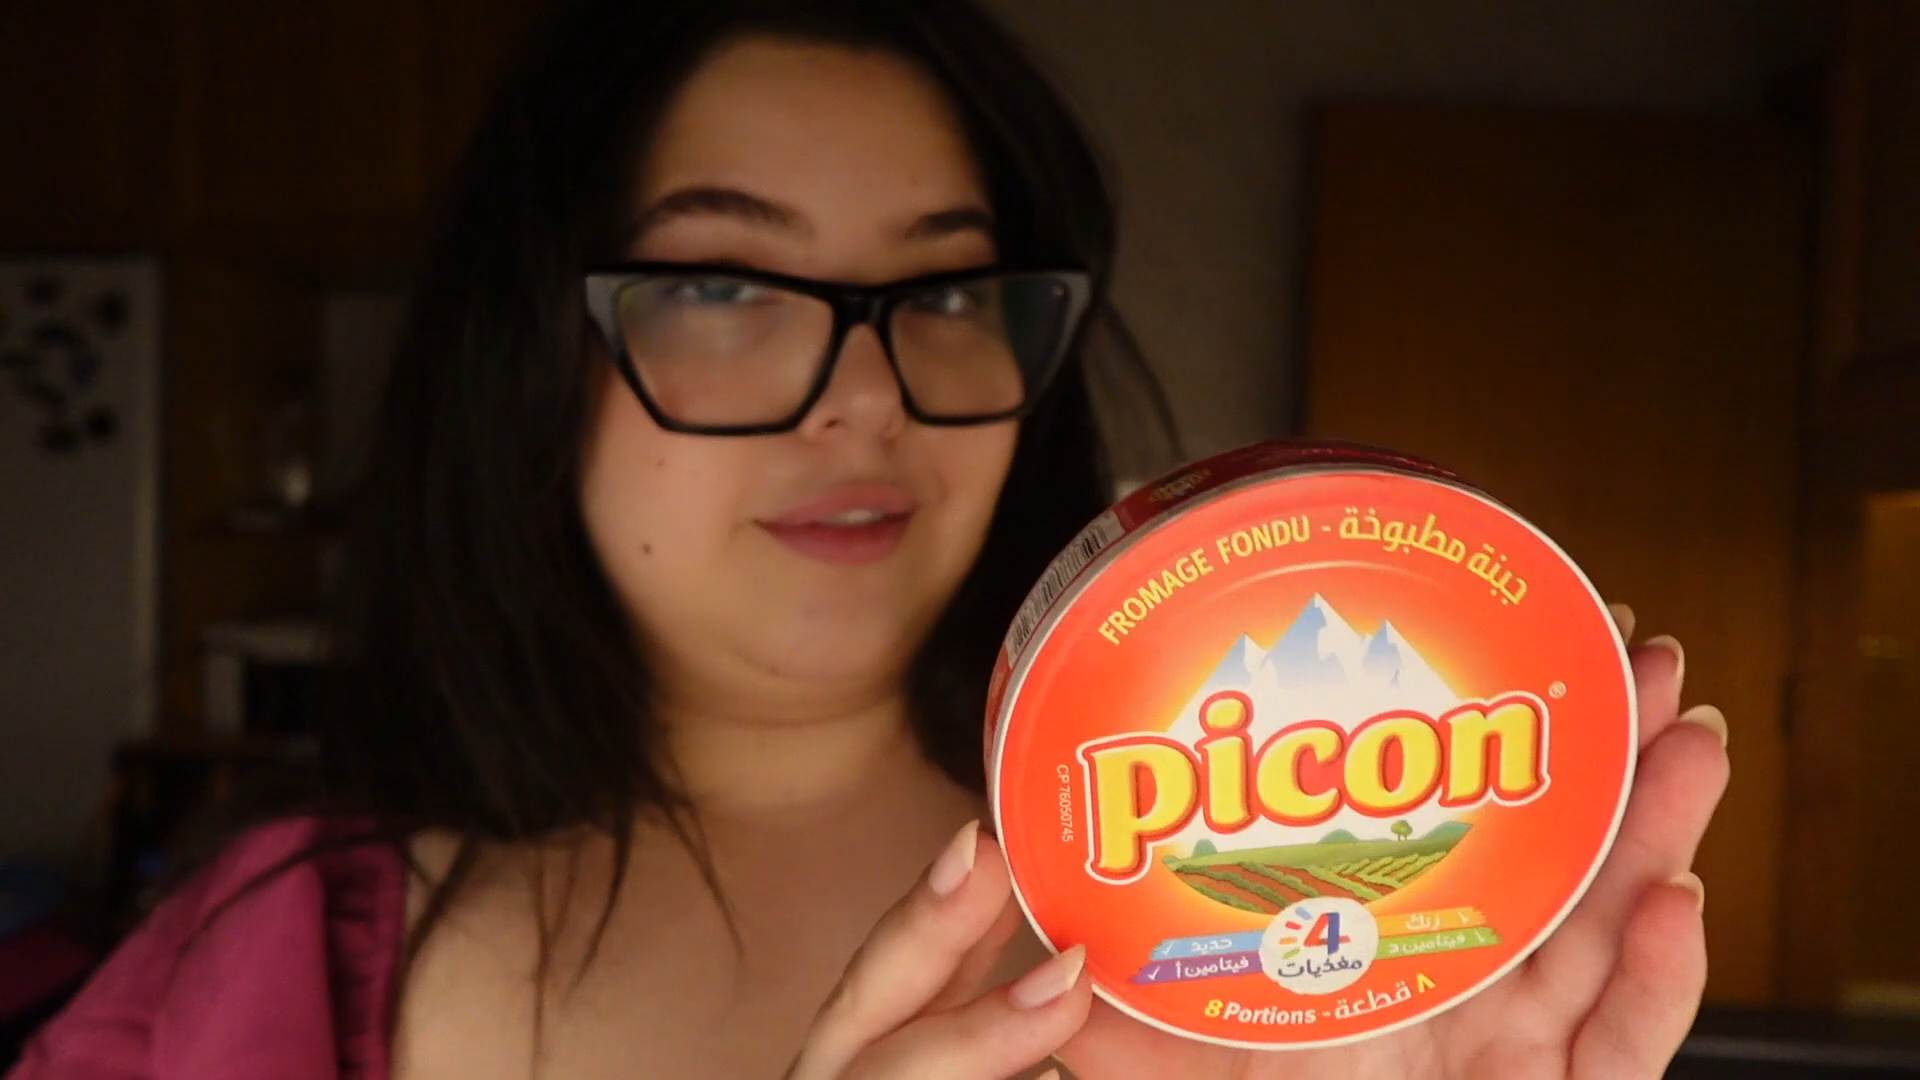 FROMAGE FONDU - جبنة مطبوخة
picon®
CP 76050745
4 مغذيات
حديد
زنك
فيتامين أ
فيتامين د
8 Portions - ٨ قطعة